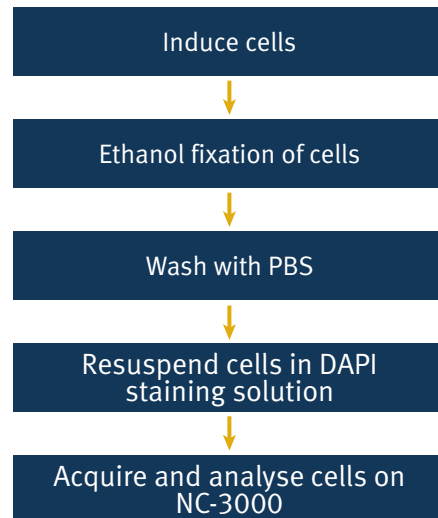 Induce cells
Ethanol fixation of cells
Wash with PBS
Resuspend cells in DAPI
staining solution
Acquire and analyse cells on
NC-3000